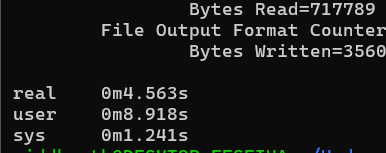 Bytes Read=717789
File Output Format Counter
Bytes Written=3560
real 0m4.563s
user 0m8.918s
sys 0m1.241s